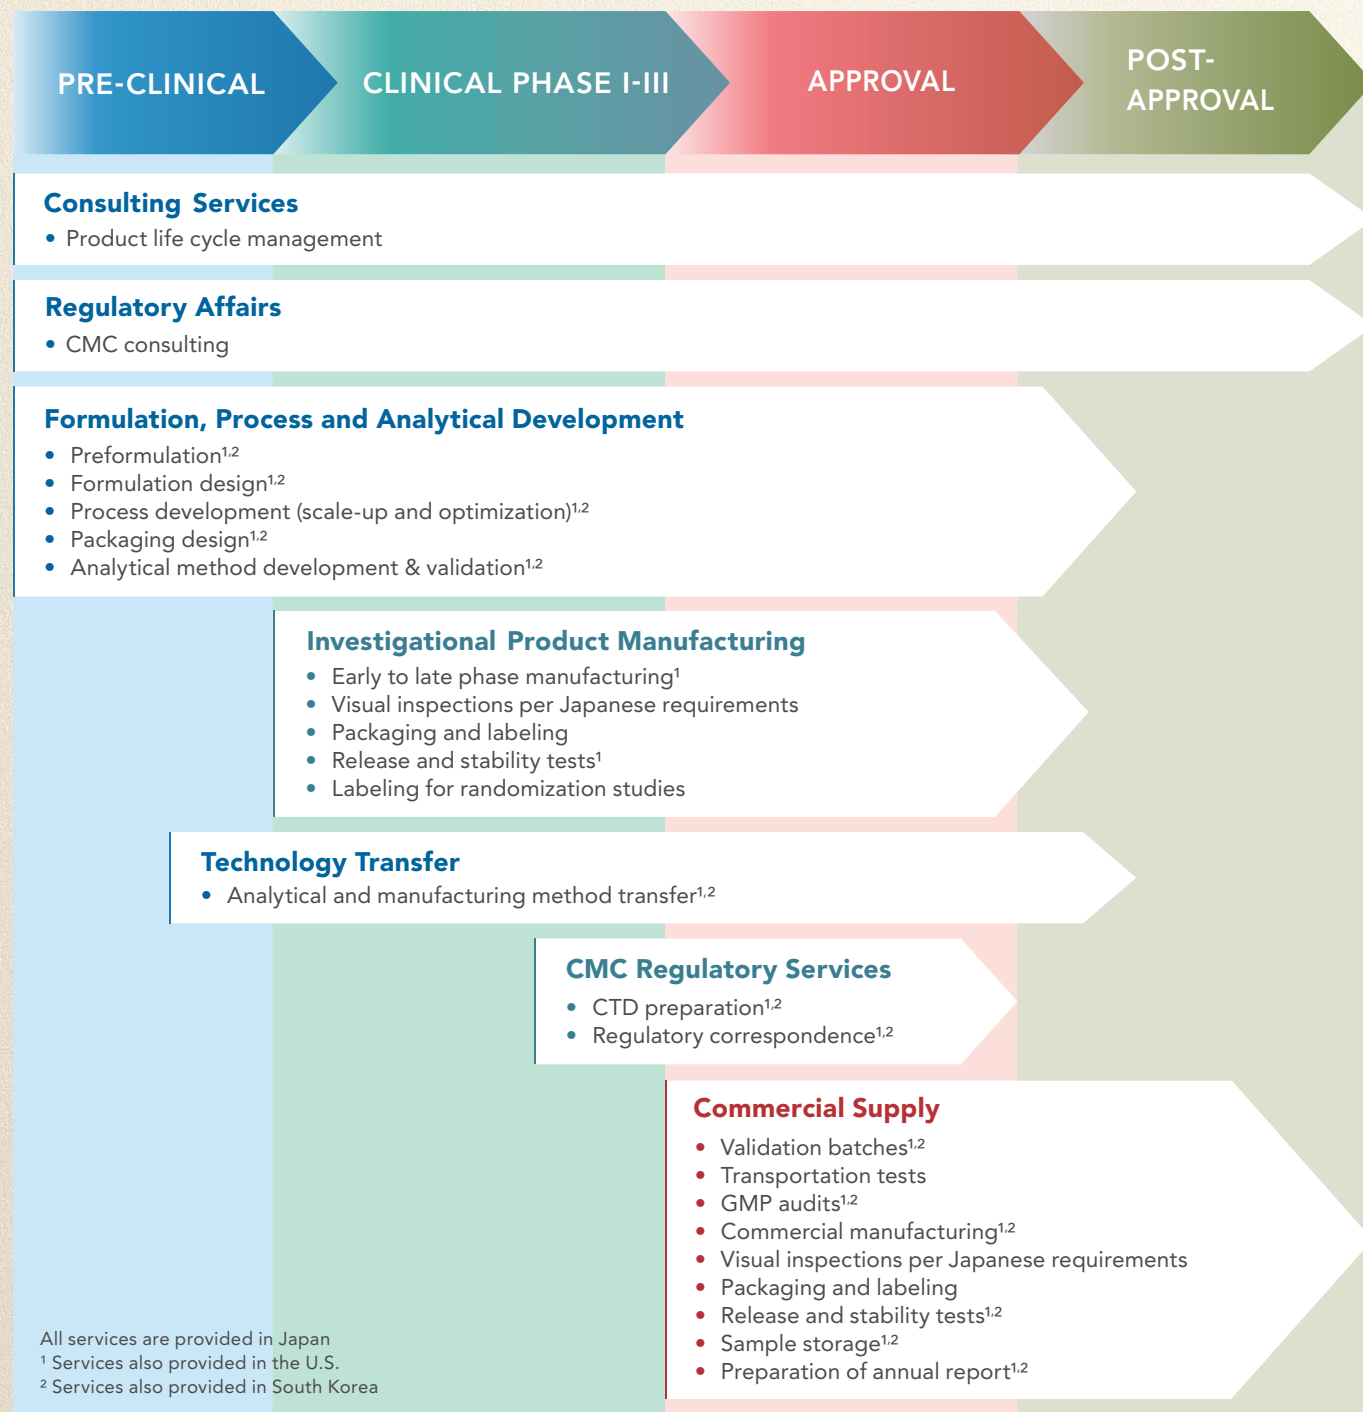 PRE-CLINICAL
CLINICAL PHASE I-III
APPROVAL
POST-
APPROVAL
Consulting Services
• Product life cycle management
Regulatory Affairs
• CMC consulting
Formulation, Process and Analytical Development
• Preformulation¹,²
• Formulation design¹,²
• Process development (scale-up and optimization)¹,²
• Packaging design¹,²
• Analytical method development & validation¹,²
Investigational Product Manufacturing
• Early to late phase manufacturing¹
• Visual inspections per Japanese requirements
• Packaging and labeling
• Release and stability tests¹
• Labeling for randomization studies
Technology Transfer
• Analytical and manufacturing method transfer¹,²
CMC Regulatory Services
• CTD preparation¹,²
• Regulatory correspondence¹,²
Commercial Supply
• Validation batches¹,²
• Transportation tests
• GMP audits¹,²
• Commercial manufacturing¹,²
• Visual inspections per Japanese requirements
• Packaging and labeling
• Release and stability tests¹,²
• Sample storage¹,²
• Preparation of annual report¹,²
All services are provided in Japan
¹ Services also provided in the U.S.
² Services also provided in South Korea